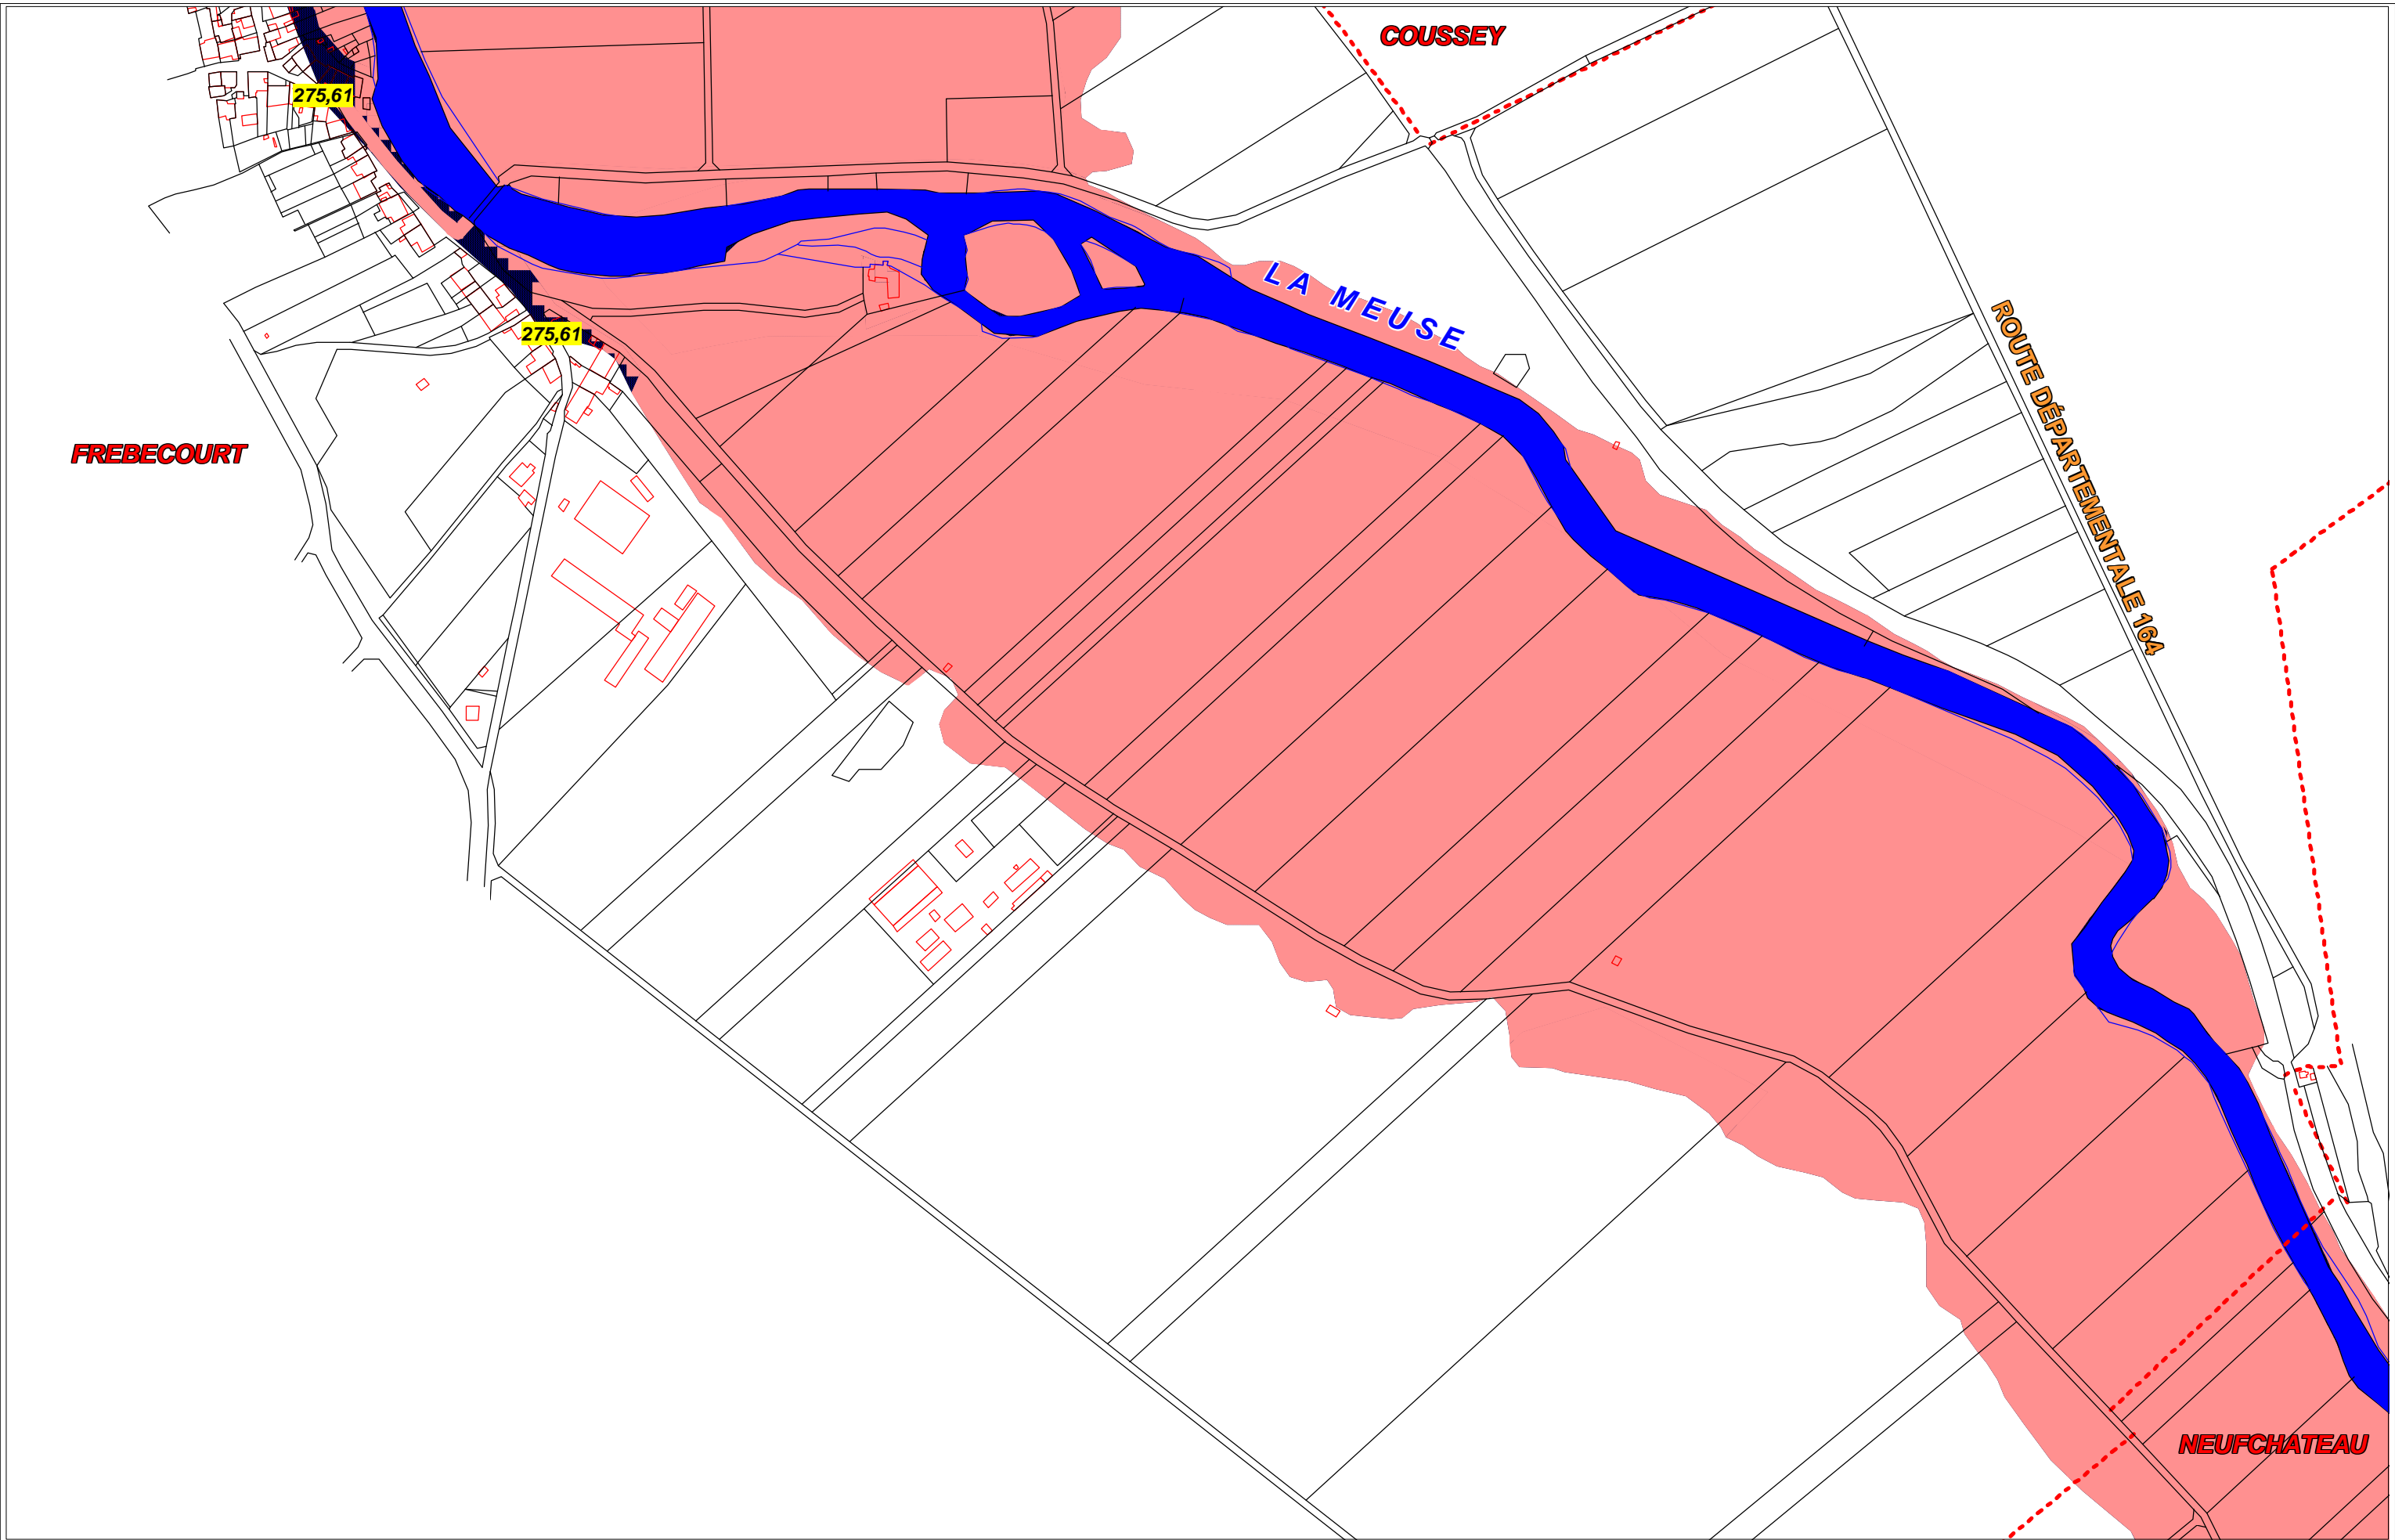 COUSSEY
275,61
LA MEUSE
275,61
ROUTE DÉPARTEMENTALE 164
FREBECOURT
NEUFCHATEAU